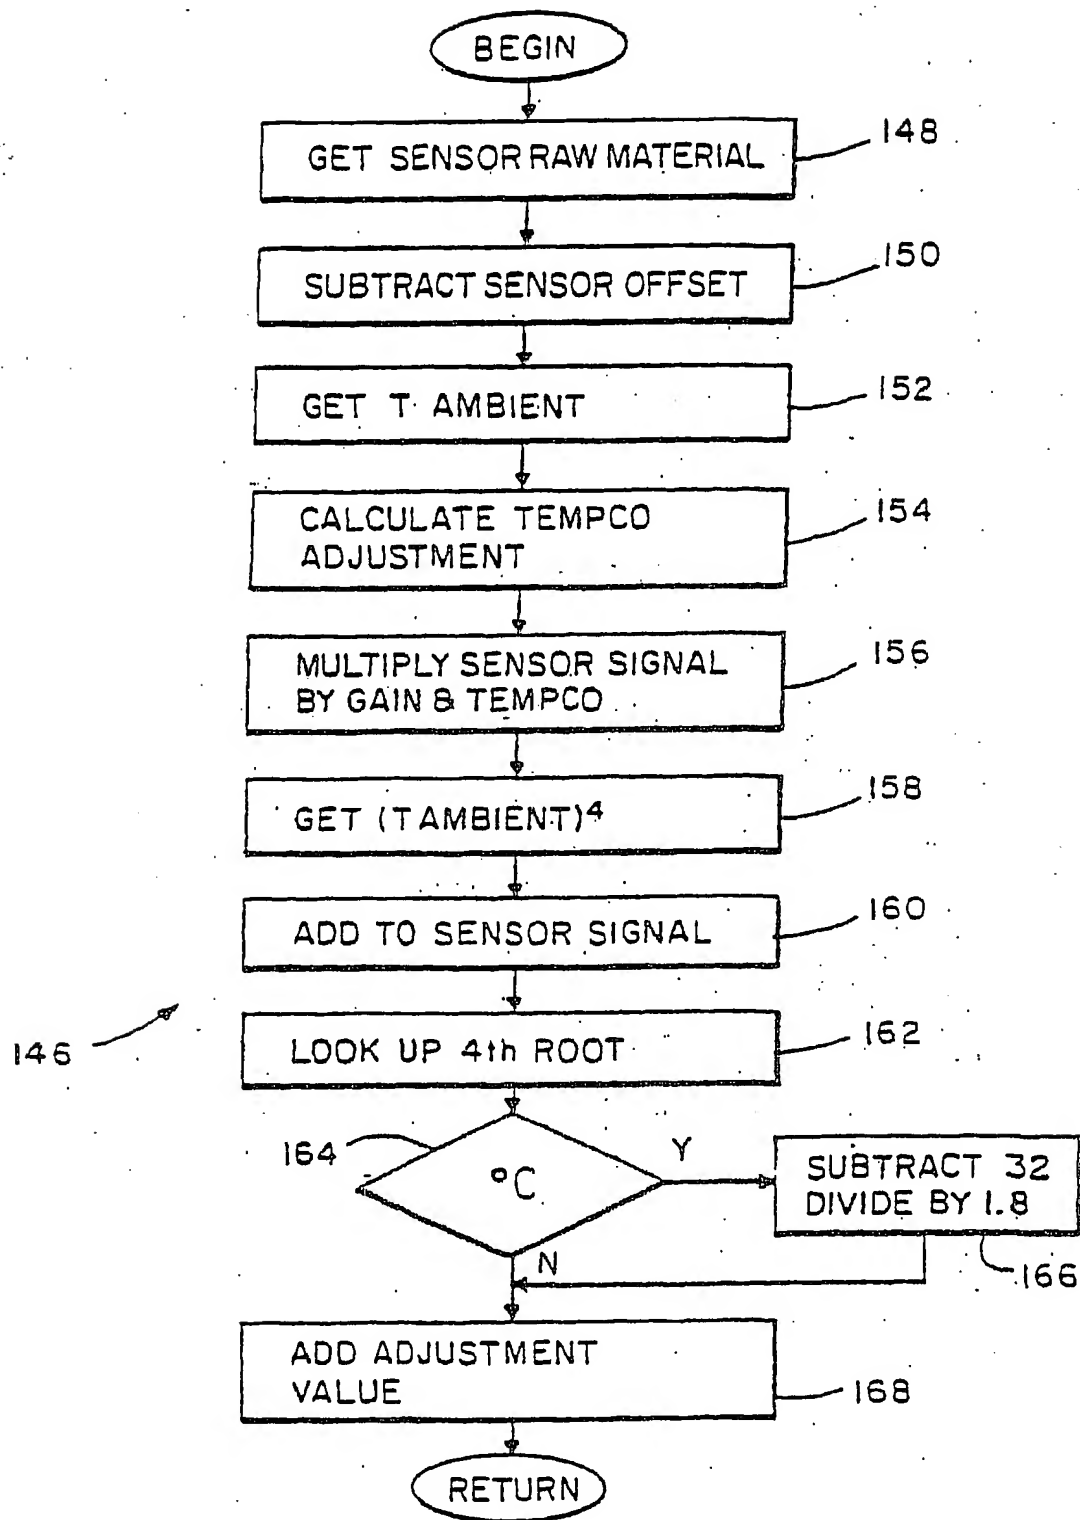 BEGIN
GET SENSOR RAW MATERIAL
148
SUBTRACT SENSOR OFFSET
150
GET T AMBIENT
152
CALCULATE TEMPCO
ADJUSTMENT
154
MULTIPLY SENSOR SIGNAL
BY GAIN & TEMPCO
156
GET (T AMBIENT)⁴
158
ADD TO SENSOR SIGNAL
160
146
LOOK UP 4th ROOT
162
164
°C
Y
SUBTRACT 32
DIVIDE BY 1.8
166
N
ADD ADJUSTMENT
VALUE
168
RETURN